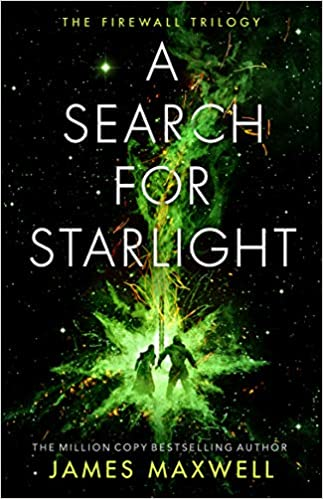 THE FIREWALL TRILOGY
A
SEARCH
FOR
STARLIGHT
THE MILLION COPY BESTSELLING AUTHOR
JAMES MAXWELL